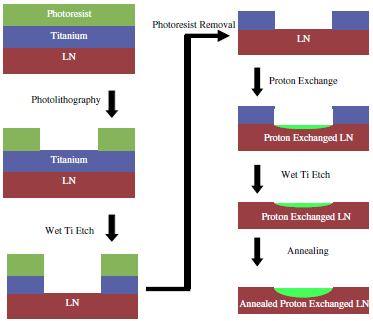 Photoresist
Titanium
LN
Photolithography
Titanium
LN
Wet Ti Etch
LN
Photoresist Removal
LN
Proton Exchange
Proton Exchanged LN
Wet Ti Etch
Proton Exchanged LN
Annealing
Annealed Proton Exchanged LN